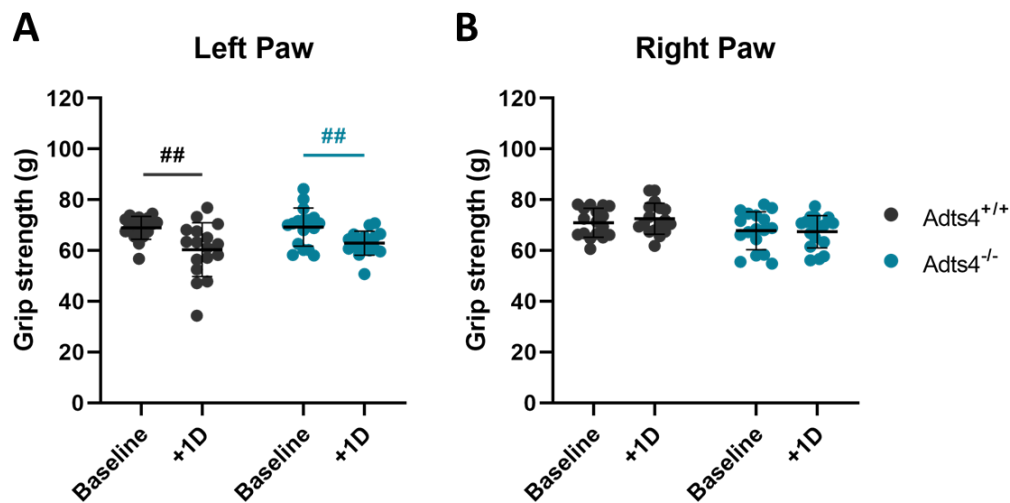 A
Left Paw
Grip strength (g)
120
100
80
60
40
20
0
##
##
Baseline
+1D
Baseline
+1D
B
Right Paw
Grip strength (g)
120
100
80
60
40
20
0
Baseline
+1D
Baseline
+1D
Adts4+/+
Adts4-/-